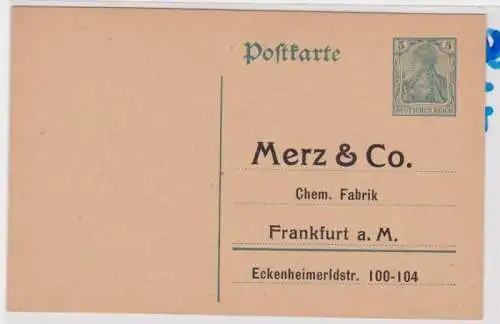 Postkarte
5 5
DEUTSCHES REICH
Merz & Co.
Chem. Fabrik
Frankfurt a. M.
Eckenheimerldstr. 100-104